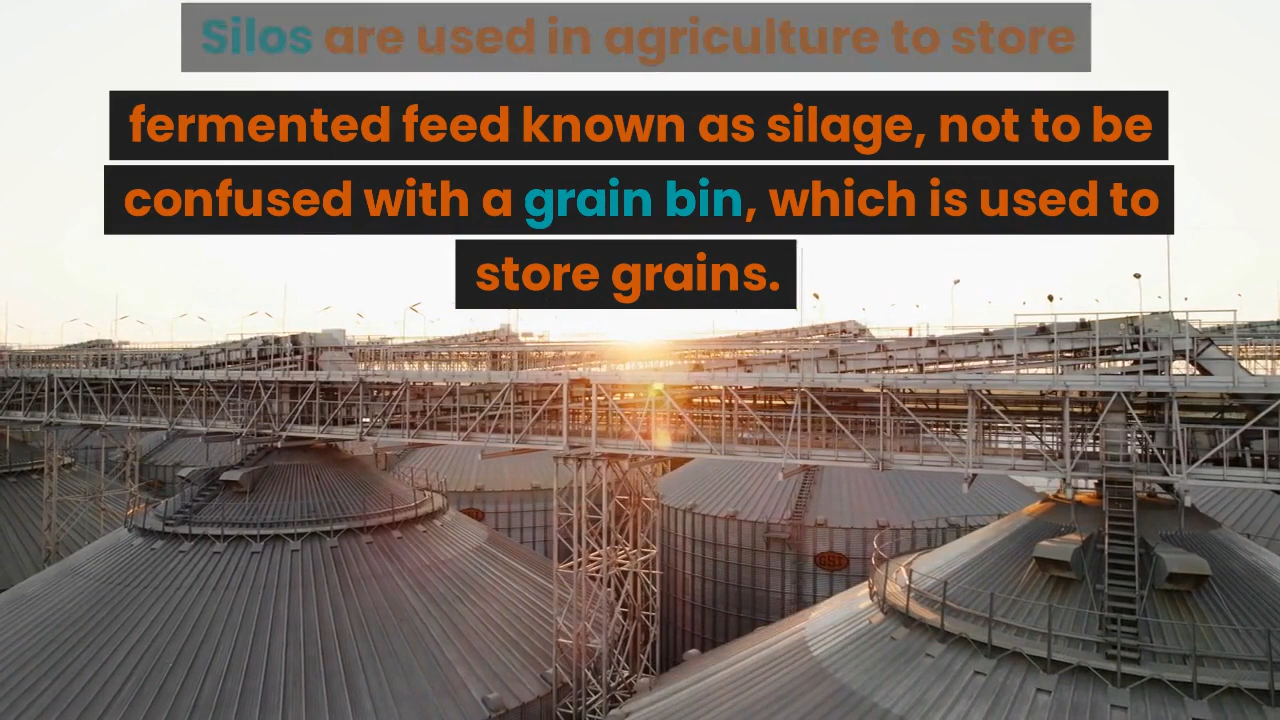 Silos are used in agriculture to store
fermented feed known as silage, not to be
confused with a grain bin, which is used to
store grains.
GSI